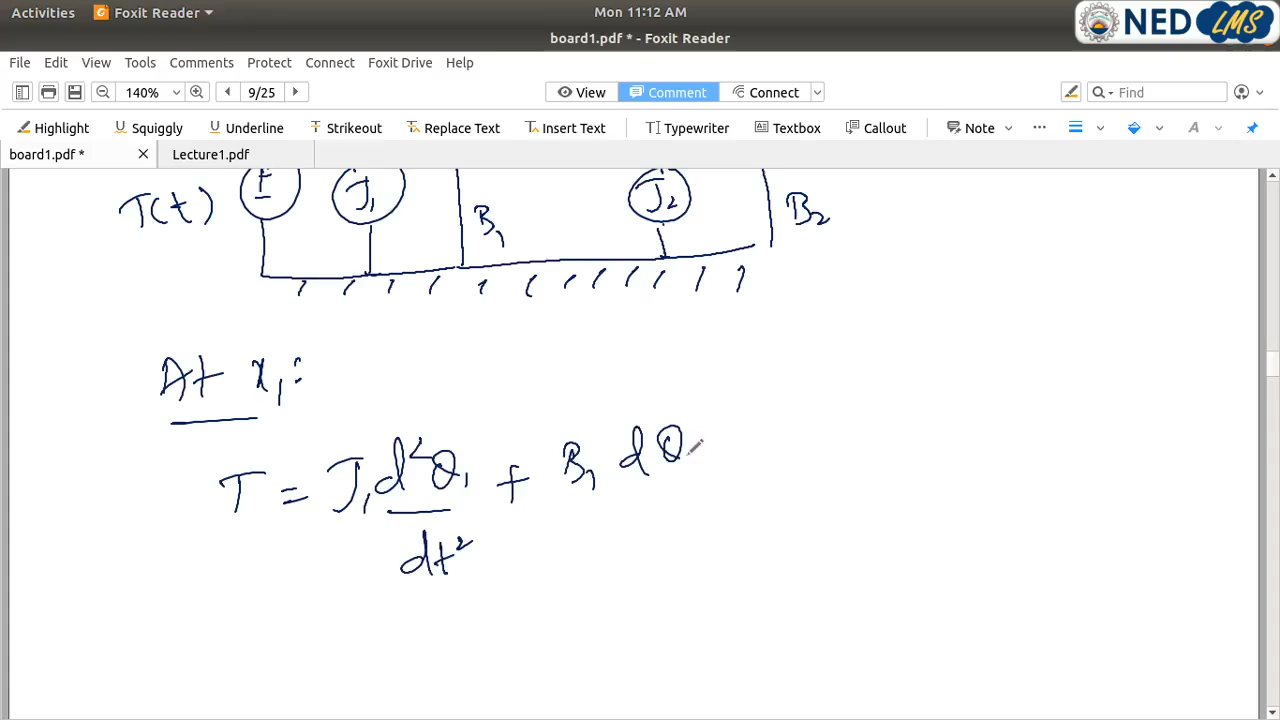 Activities Foxit Reader Mon 11:12 AM
board1.pdf * - Foxit Reader
NED LMS
File Edit View Tools Comments Protect Connect Foxit Drive Help
140% 9/25 View Comment Connect Find
Highlight Squiggly Underline Strikeout Replace Text Insert Text Typewriter Textbox Callout Note
board1.pdf * Lecture1.pdf
T(t) F J₁ B₁ J₂ B₂
At x₁:
T = J₁ d²θ₁/dt² + B₁ dθ